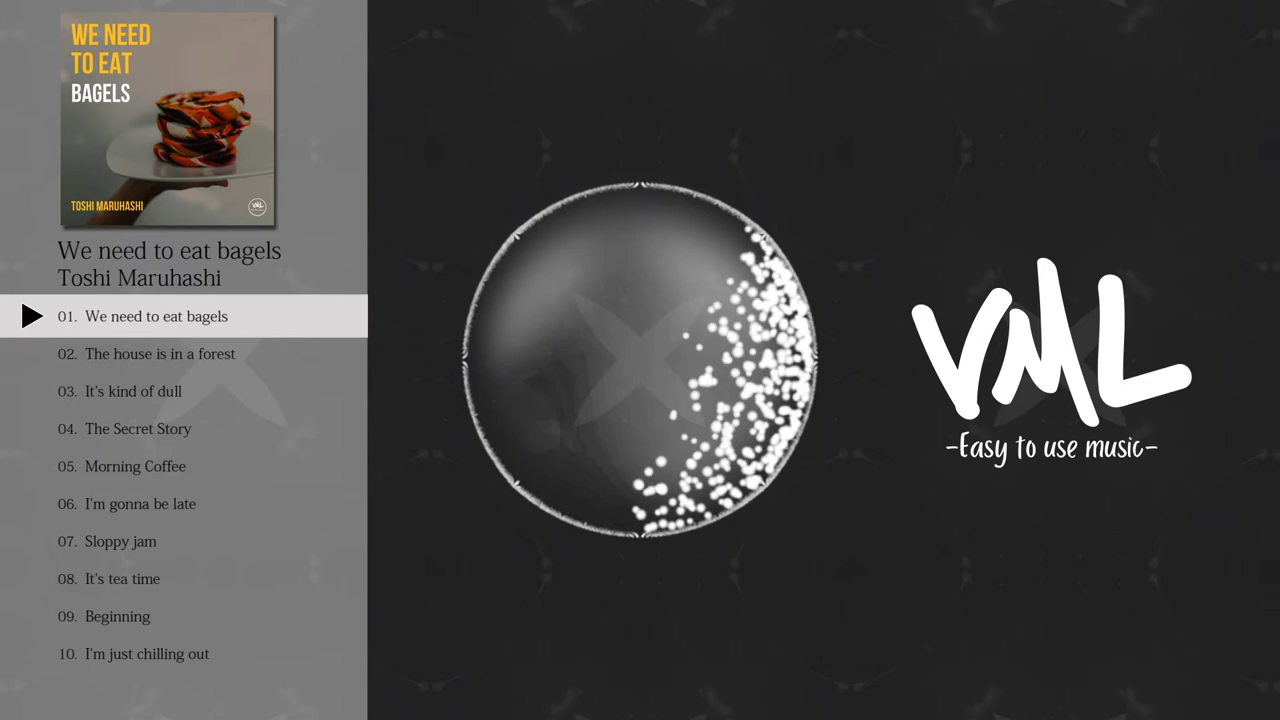 WE NEED
TO EAT
BAGELS
TOSHI MARUHASHI
VML
We need to eat bagels
Toshi Maruhashi
01. We need to eat bagels
02. The house is in a forest
03. It's kind of dull
04. The Secret Story
05. Morning Coffee
06. I'm gonna be late
07. Sloppy jam
08. It's tea time
09. Beginning
10. I'm just chilling out
VML
-Easy to use music-